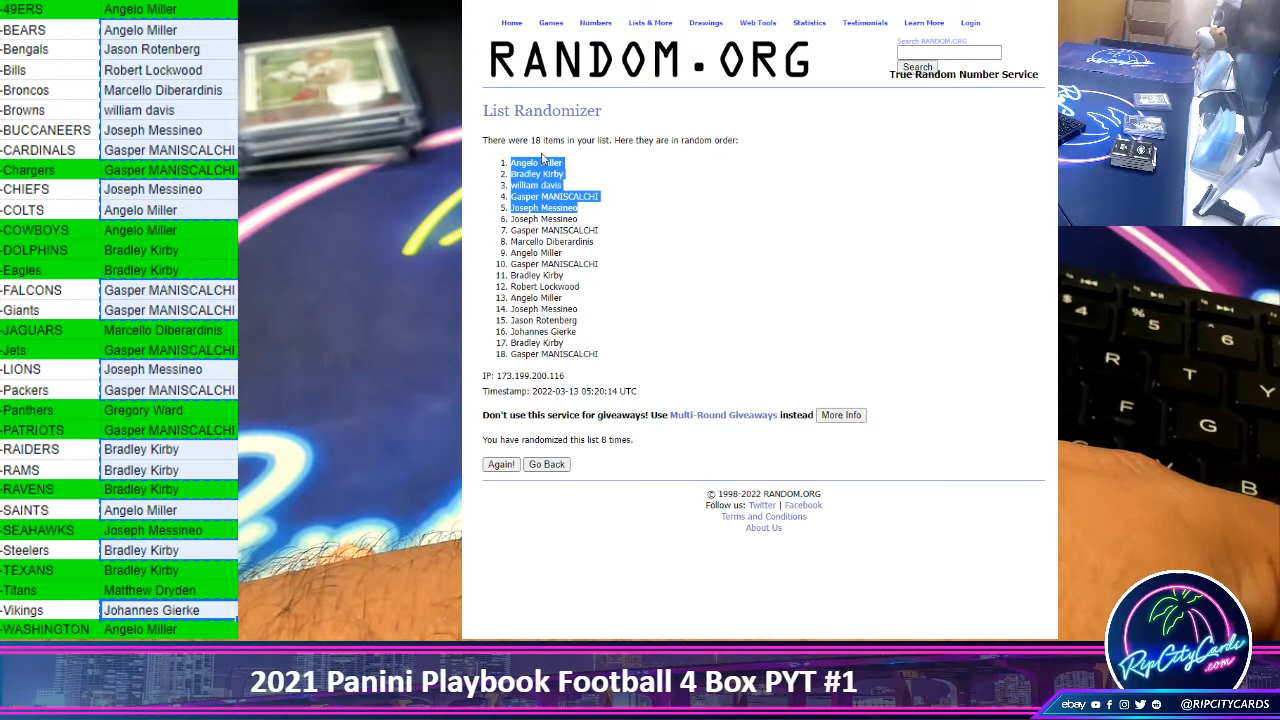 -49ERS Angelo Miller
-BEARS Angelo Miller
-Bengals Jason Rotenberg
-Bills Robert Lockwood
-Broncos Marcello Diberardinis
-Browns william davis
-BUCCANEERS Joseph Messineo
-CARDINALS Gasper MANISCALCHI
-Chargers Gasper MANISCALCHI
-CHIEFS Joseph Messineo
-COLTS Angelo Miller
-COWBOYS Angelo Miller
-DOLPHINS Bradley Kirby
-Eagles Bradley Kirby
-FALCONS Gasper MANISCALCHI
-Giants Gasper MANISCALCHI
-JAGUARS Marcello Diberardinis
-Jets Gasper MANISCALCHI
-LIONS Joseph Messineo
-Packers Gasper MANISCALCHI
-Panthers Gregory Ward
-PATRIOTS Gasper MANISCALCHI
-RAIDERS Bradley Kirby
-RAMS Bradley Kirby
-RAVENS Bradley Kirby
-SAINTS Angelo Miller
-SEAHAWKS Joseph Messineo
-Steelers Bradley Kirby
-TEXANS Bradley Kirby
-Titans Matthew Dryden
-Vikings Johannes Gierke
-WASHINGTON Angelo Miller
Home Games Numbers Lists & More Drawings Web Tools Statistics Testimonials Learn More Login
RANDOM.ORG
Search RANDOM.ORG
Search
True Random Number Service
List Randomizer
There were 18 items in your list. Here they are in random order:
1. Angelo Miller
2. Bradley Kirby
3. william davis
4. Gasper MANISCALCHI
5. Joseph Messineo
6. Joseph Messineo
7. Gasper MANISCALCHI
8. Marcello Diberardinis
9. Angelo Miller
10. Gasper MANISCALCHI
11. Bradley Kirby
12. Robert Lockwood
13. Angelo Miller
14. Joseph Messineo
15. Jason Rotenberg
16. Johannes Gierke
17. Bradley Kirby
18. Gasper MANISCALCHI
IP: 173.199.200.116
Timestamp: 2022-03-13 05:20:14 UTC
Don't use this service for giveaways! Use Multi-Round Giveaways instead More Info
You have randomized this list 8 times.
Again! Go Back
© 1998-2022 RANDOM.ORG
Follow us: Twitter | Facebook
Terms and Conditions
About Us
%
5
6
R
T
F
G
V
B
2021 Panini Playbook Football 4 Box PYT #1
RipCityCards
.com
ebay @RIPCITYCARDS